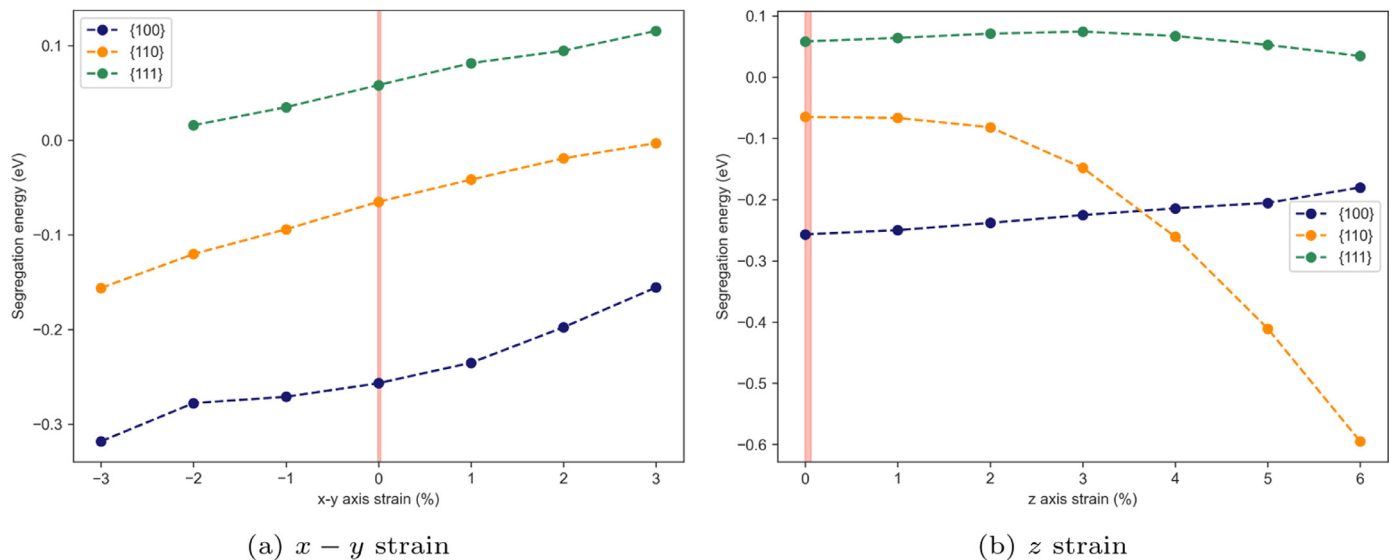 {100}
{110}
{111}
0.1
0.0
−0.1
−0.2
−0.3
Segregation energy (eV)
−3 −2 −1 0 1 2 3
x-y axis strain (%)
(a) x − y strain
0.1
0.0
−0.1
−0.2
−0.3
−0.4
−0.5
−0.6
Segregation energy (eV)
{100}
{110}
{111}
0 1 2 3 4 5 6
z axis strain (%)
(b) z strain